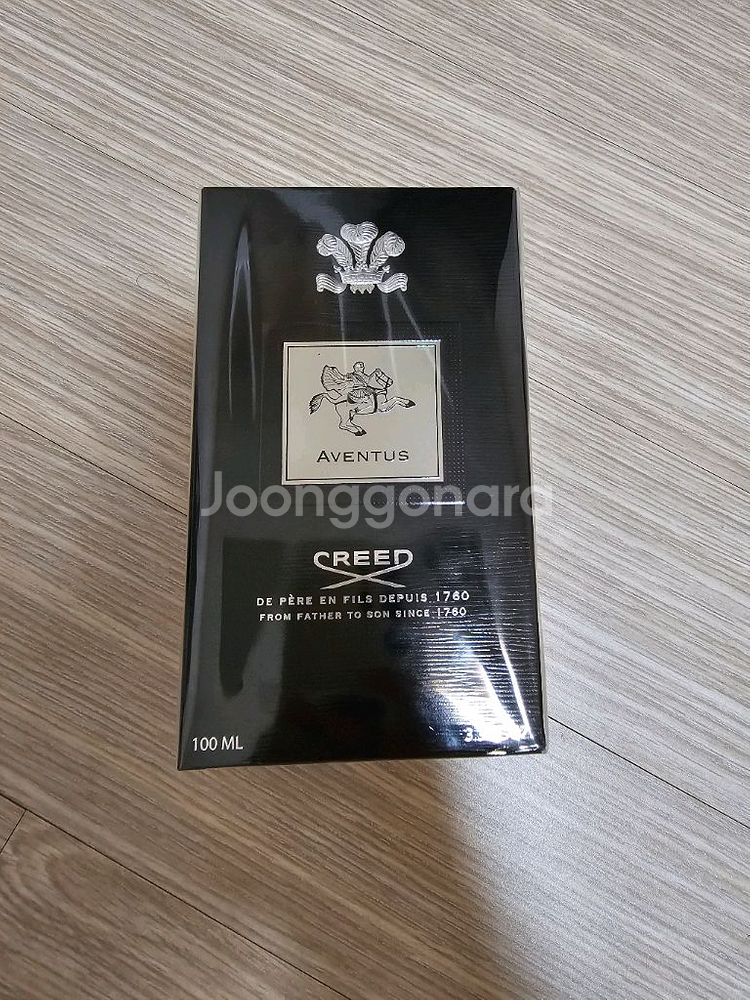 AVENTUS
Joonggonara
CREED
DE PÈRE EN FILS DEPUIS 1760
FROM FATHER TO SON SINCE 1760
100 ML